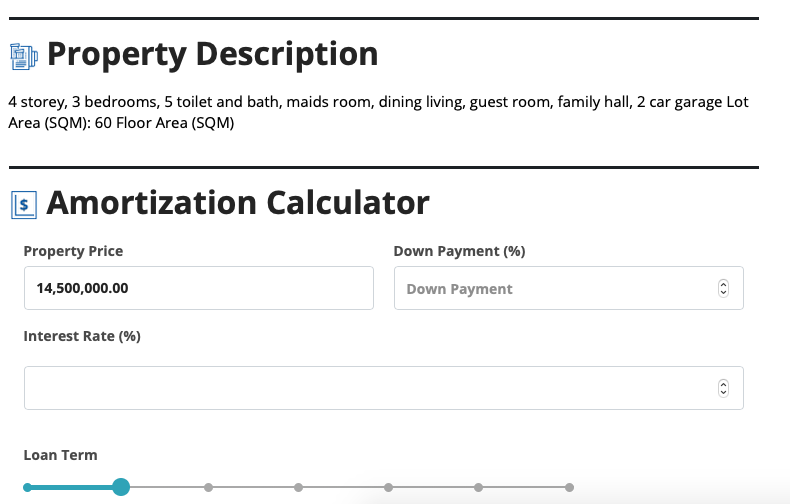 Property Description
4 storey, 3 bedrooms, 5 toilet and bath, maids room, dining living, guest room, family hall, 2 car garage Lot
Area (SQM): 60 Floor Area (SQM)
$ Amortization Calculator
Property Price
Down Payment (%)
14,500,000.00
Down Payment
Interest Rate (%)
Loan Term